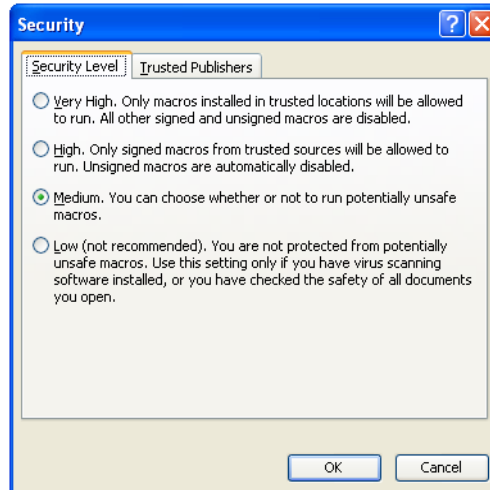 Security
Security Level
Trusted Publishers
Very High. Only macros installed in trusted locations will be allowed
to run. All other signed and unsigned macros are disabled.
High. Only signed macros from trusted sources will be allowed to
run. Unsigned macros are automatically disabled.
Medium. You can choose whether or not to run potentially unsafe
macros.
Low (not recommended). You are not protected from potentially
unsafe macros. Use this setting only if you have virus scanning
software installed, or you have checked the safety of all documents
you open.
OK
Cancel